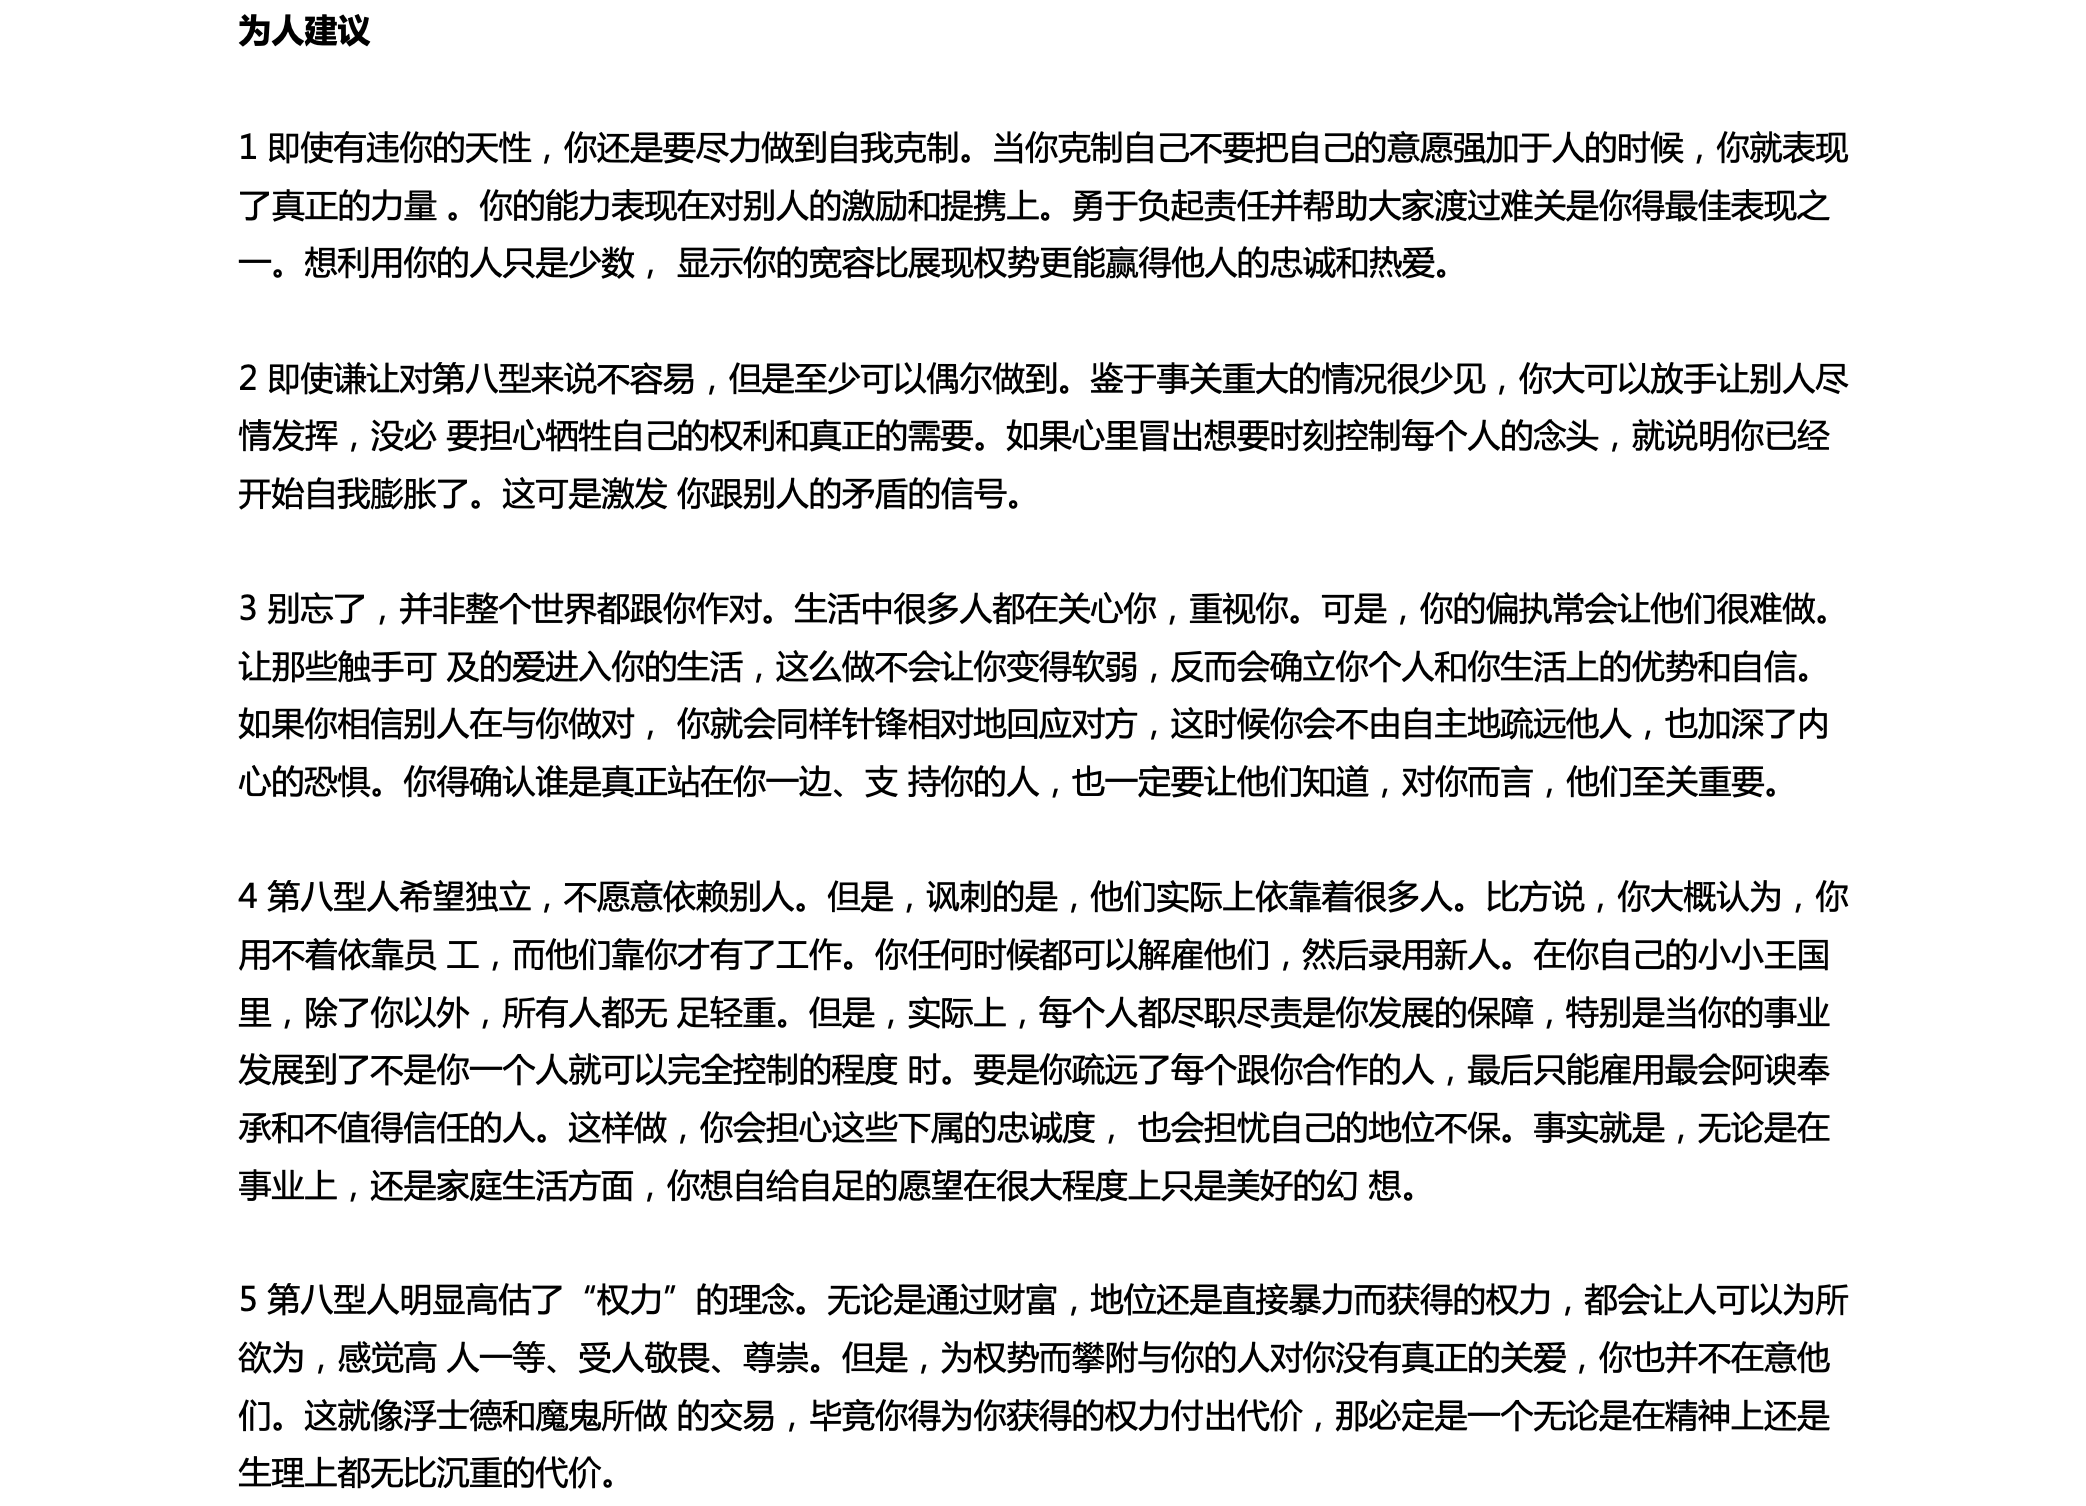 为人建议
1 即使有违你的天性，你还是要尽力做到自我克制。当你克制自己不要把自己的意愿强加于人的时候，你就表现
了真正的力量 。你的能力表现在对别人的激励和提携上。勇于负起责任并帮助大家渡过难关是你得最佳表现之
一。想利用你的人只是少数， 显示你的宽容比展现权势更能赢得他人的忠诚和热爱。
2 即使谦让对第八型来说不容易，但是至少可以偶尔做到。鉴于事关重大的情况很少见，你大可以放手让别人尽
情发挥，没必 要担心牺牲自己的权利和真正的需要。如果心里冒出想要时刻控制每个人的念头，就说明你已经
开始自我膨胀了。这可是激发 你跟别人的矛盾的信号。
3 别忘了，并非整个世界都跟你作对。生活中很多人都在关心你，重视你。可是，你的偏执常会让他们很难做。
让那些触手可 及的爱进入你的生活，这么做不会让你变得软弱，反而会确立你个人和你生活上的优势和自信。
如果你相信别人在与你做对， 你就会同样针锋相对地回应对方，这时候你会不由自主地疏远他人，也加深了内
心的恐惧。你得确认谁是真正站在你一边、支 持你的人，也一定要让他们知道，对你而言，他们至关重要。
4 第八型人希望独立，不愿意依赖别人。但是，讽刺的是，他们实际上依靠着很多人。比方说，你大概认为，你
用不着依靠员 工，而他们靠你才有了工作。你任何时候都可以解雇他们，然后录用新人。在你自己的小小王国
里，除了你以外，所有人都无 足轻重。但是，实际上，每个人都尽职尽责是你发展的保障，特别是当你的事业
发展到了不是你一个人就可以完全控制的程度 时。要是你疏远了每个跟你合作的人，最后只能雇用最会阿谀奉
承和不值得信任的人。这样做，你会担心这些下属的忠诚度， 也会担忧自己的地位不保。事实就是，无论是在
事业上，还是家庭生活方面，你想自给自足的愿望在很大程度上只是美好的幻 想。
5 第八型人明显高估了“权力”的理念。无论是通过财富，地位还是直接暴力而获得的权力，都会让人可以为所
欲为，感觉高 人一等、受人敬畏、尊崇。但是，为权势而攀附与你的人对你没有真正的关爱，你也并不在意他
们。这就像浮士德和魔鬼所做 的交易，毕竟你得为你获得的权力付出代价，那必定是一个无论是在精神上还是
生理上都无比沉重的代价。